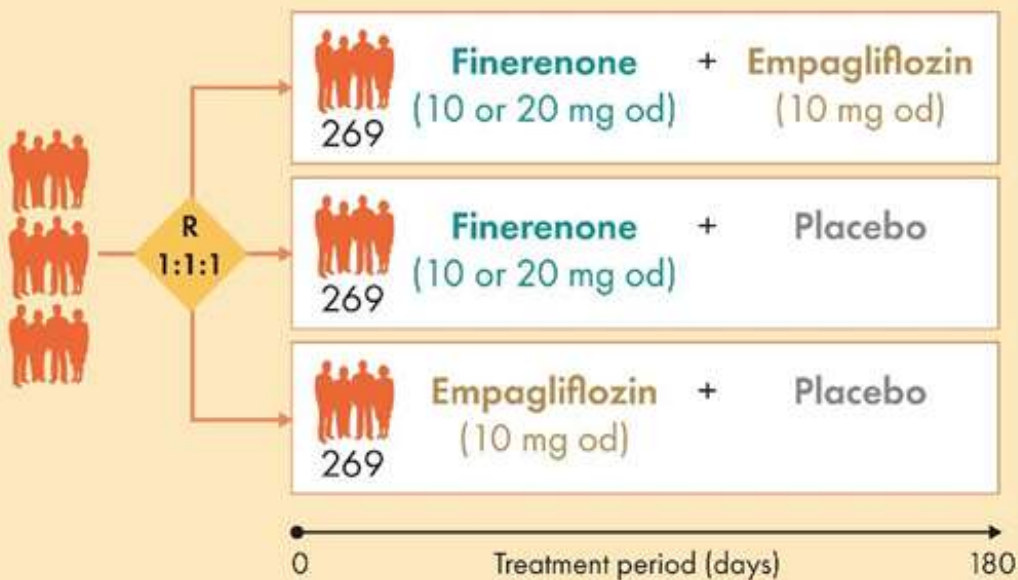 Finerenone + Empagliflozin
(10 or 20 mg od) (10 mg od)
269
R
1:1:1
Finerenone + Placebo
(10 or 20 mg od)
269
Empagliflozin + Placebo
(10 mg od)
269
0 Treatment period (days) 180